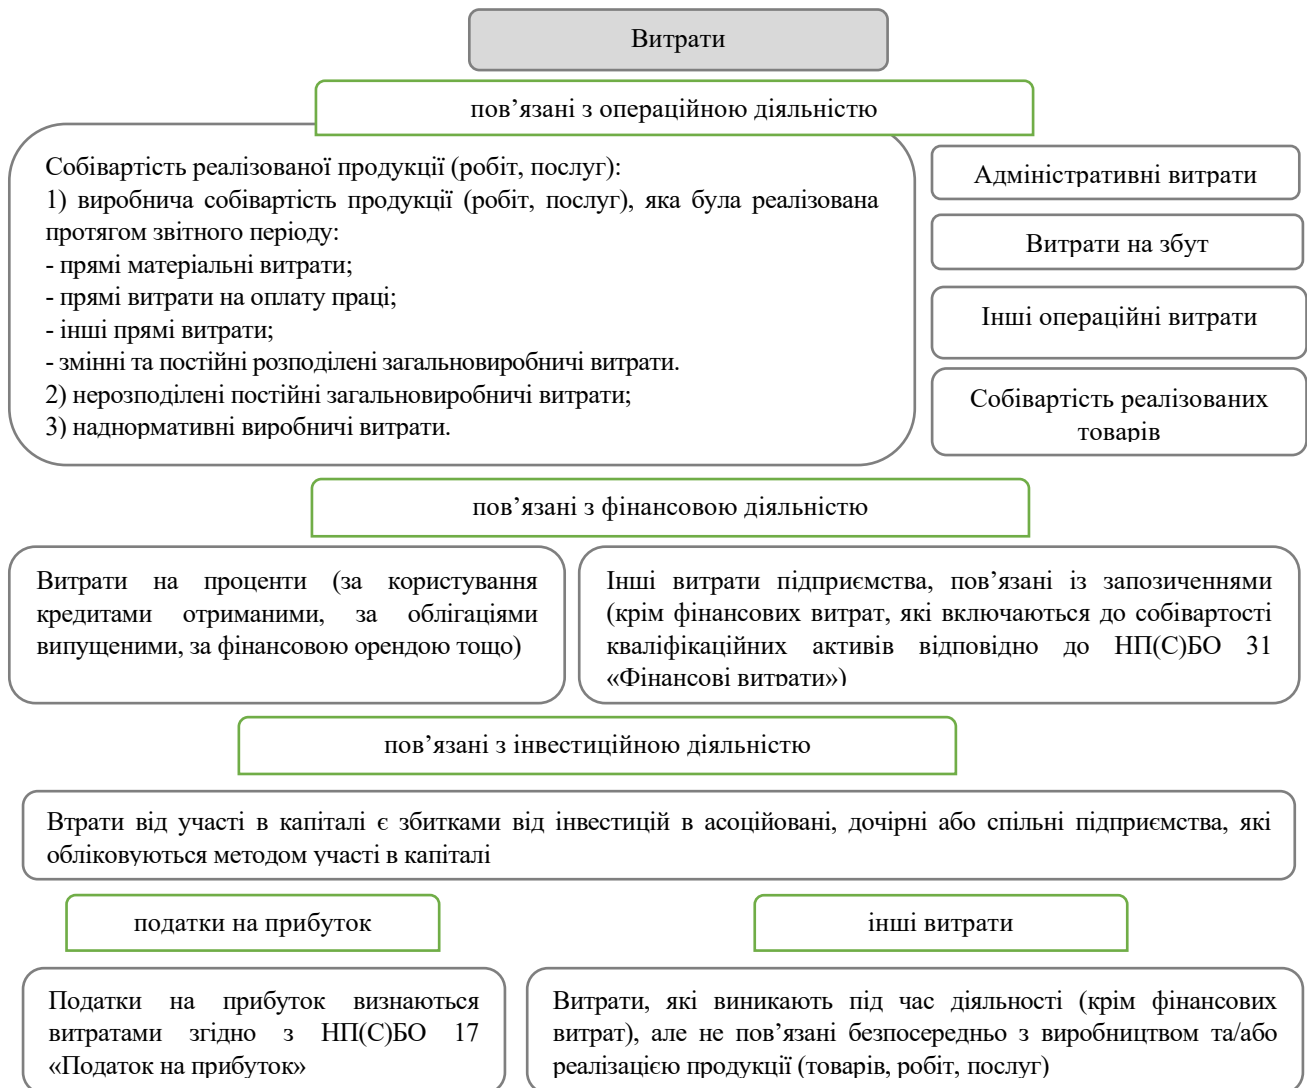 Витрати
пов’язані з операційною діяльністю
Собівартість реалізованої продукції (робіт, послуг):
1) виробнича собівартість продукції (робіт, послуг), яка була реалізована
протягом звітного періоду:
- прямі матеріальні витрати;
- прямі витрати на оплату праці;
- інші прямі витрати;
- змінні та постійні розподілені загальновиробничі витрати.
2) нерозподілені постійні загальновиробничі витрати;
3) наднормативні виробничі витрати.
Адміністративні витрати
Витрати на збут
Інші операційні витрати
Собівартість реалізованих
товарів
пов’язані з фінансовою діяльністю
Витрати на проценти (за користування
кредитами отриманими, за облігаціями
випущеними, за фінансовою орендою тощо)
Інші витрати підприємства, пов’язані із запозиченнями
(крім фінансових витрат, які включаються до собівартості
кваліфікаційних активів відповідно до НП(С)БО 31
«Фінансові витрати»)
пов’язані з інвестиційною діяльністю
Втрати від участі в капіталі є збитками від інвестицій в асоційовані, дочірні або спільні підприємства, які
обліковуються методом участі в капіталі
податки на прибуток
інші витрати
Податки на прибуток визнаються
витратами згідно з НП(С)БО 17
«Податок на прибуток»
Витрати, які виникають під час діяльності (крім фінансових
витрат), але не пов’язані безпосередньо з виробництвом та/або
реалізацією продукції (товарів, робіт, послуг)